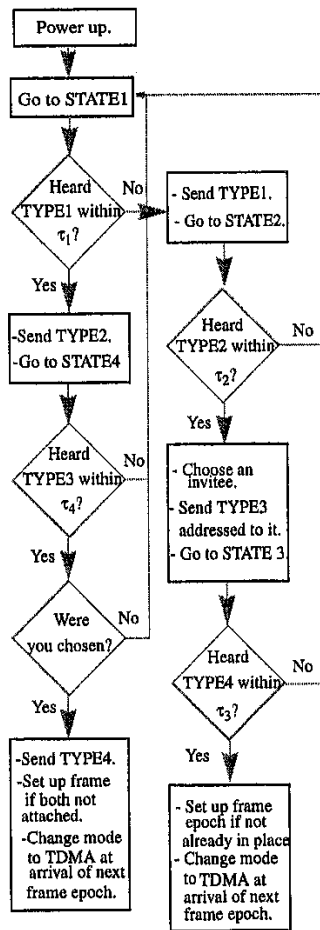 Power up.
Go to STATE1
Heard
TYPE1 within
τ1?
No
Yes
-Send TYPE2.
-Go to STATE4
Heard
TYPE3 within
τ4?
No
Yes
Were
you chosen?
No
Yes
-Send TYPE4.
-Set up frame
if both not
attached.
-Change mode
to TDMA at
arrival of next
frame epoch.
- Send TYPE1.
- Go to STATE2.
Heard
TYPE2 within
τ2?
No
Yes
- Choose an
invitee.
- Send TYPE3
addressed to it.
- Go to STATE 3.
Heard
TYPE4 within
τ3?
No
Yes
- Set up frame
epoch if not
already in place
- Change mode
to TDMA at
arrival of next
frame epoch.